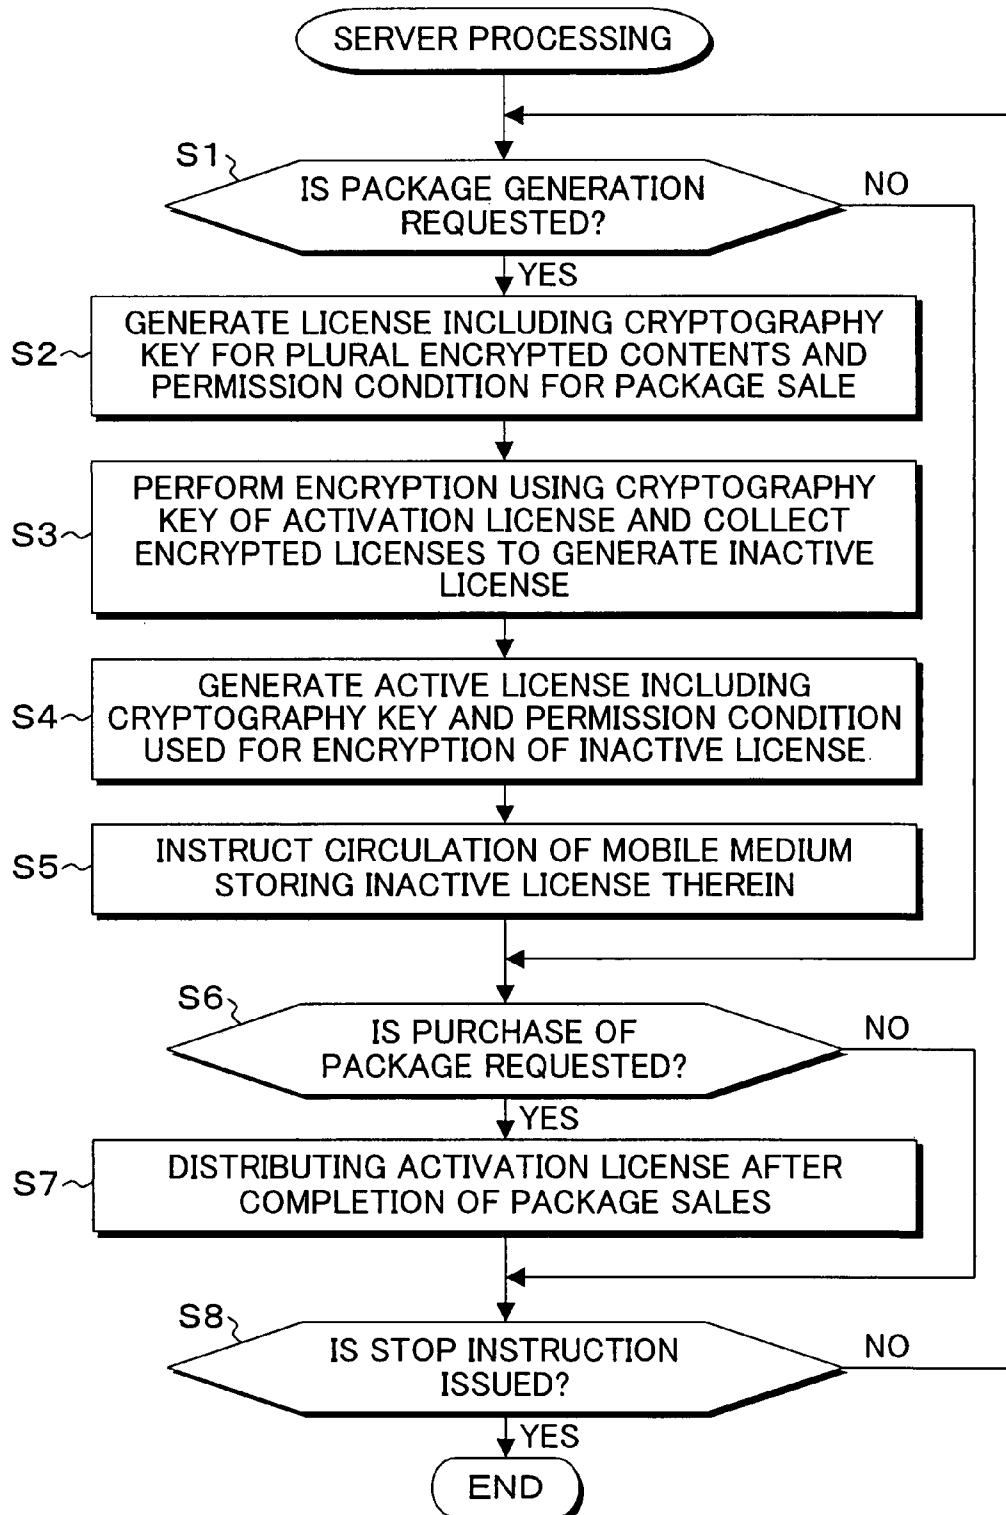 SERVER PROCESSING
S1
IS PACKAGE GENERATION
REQUESTED?
NO
YES
S2
GENERATE LICENSE INCLUDING CRYPTOGRAPHY
KEY FOR PLURAL ENCRYPTED CONTENTS AND
PERMISSION CONDITION FOR PACKAGE SALE
S3
PERFORM ENCRYPTION USING CRYPTOGRAPHY
KEY OF ACTIVATION LICENSE AND COLLECT
ENCRYPTED LICENSES TO GENERATE INACTIVE
LICENSE
S4
GENERATE ACTIVE LICENSE INCLUDING
CRYPTOGRAPHY KEY AND PERMISSION CONDITION
USED FOR ENCRYPTION OF INACTIVE LICENSE
S5
INSTRUCT CIRCULATION OF MOBILE MEDIUM
STORING INACTIVE LICENSE THEREIN
S6
IS PURCHASE OF
PACKAGE REQUESTED?
NO
YES
S7
DISTRIBUTING ACTIVATION LICENSE AFTER
COMPLETION OF PACKAGE SALES
S8
IS STOP INSTRUCTION
ISSUED?
NO
YES
END